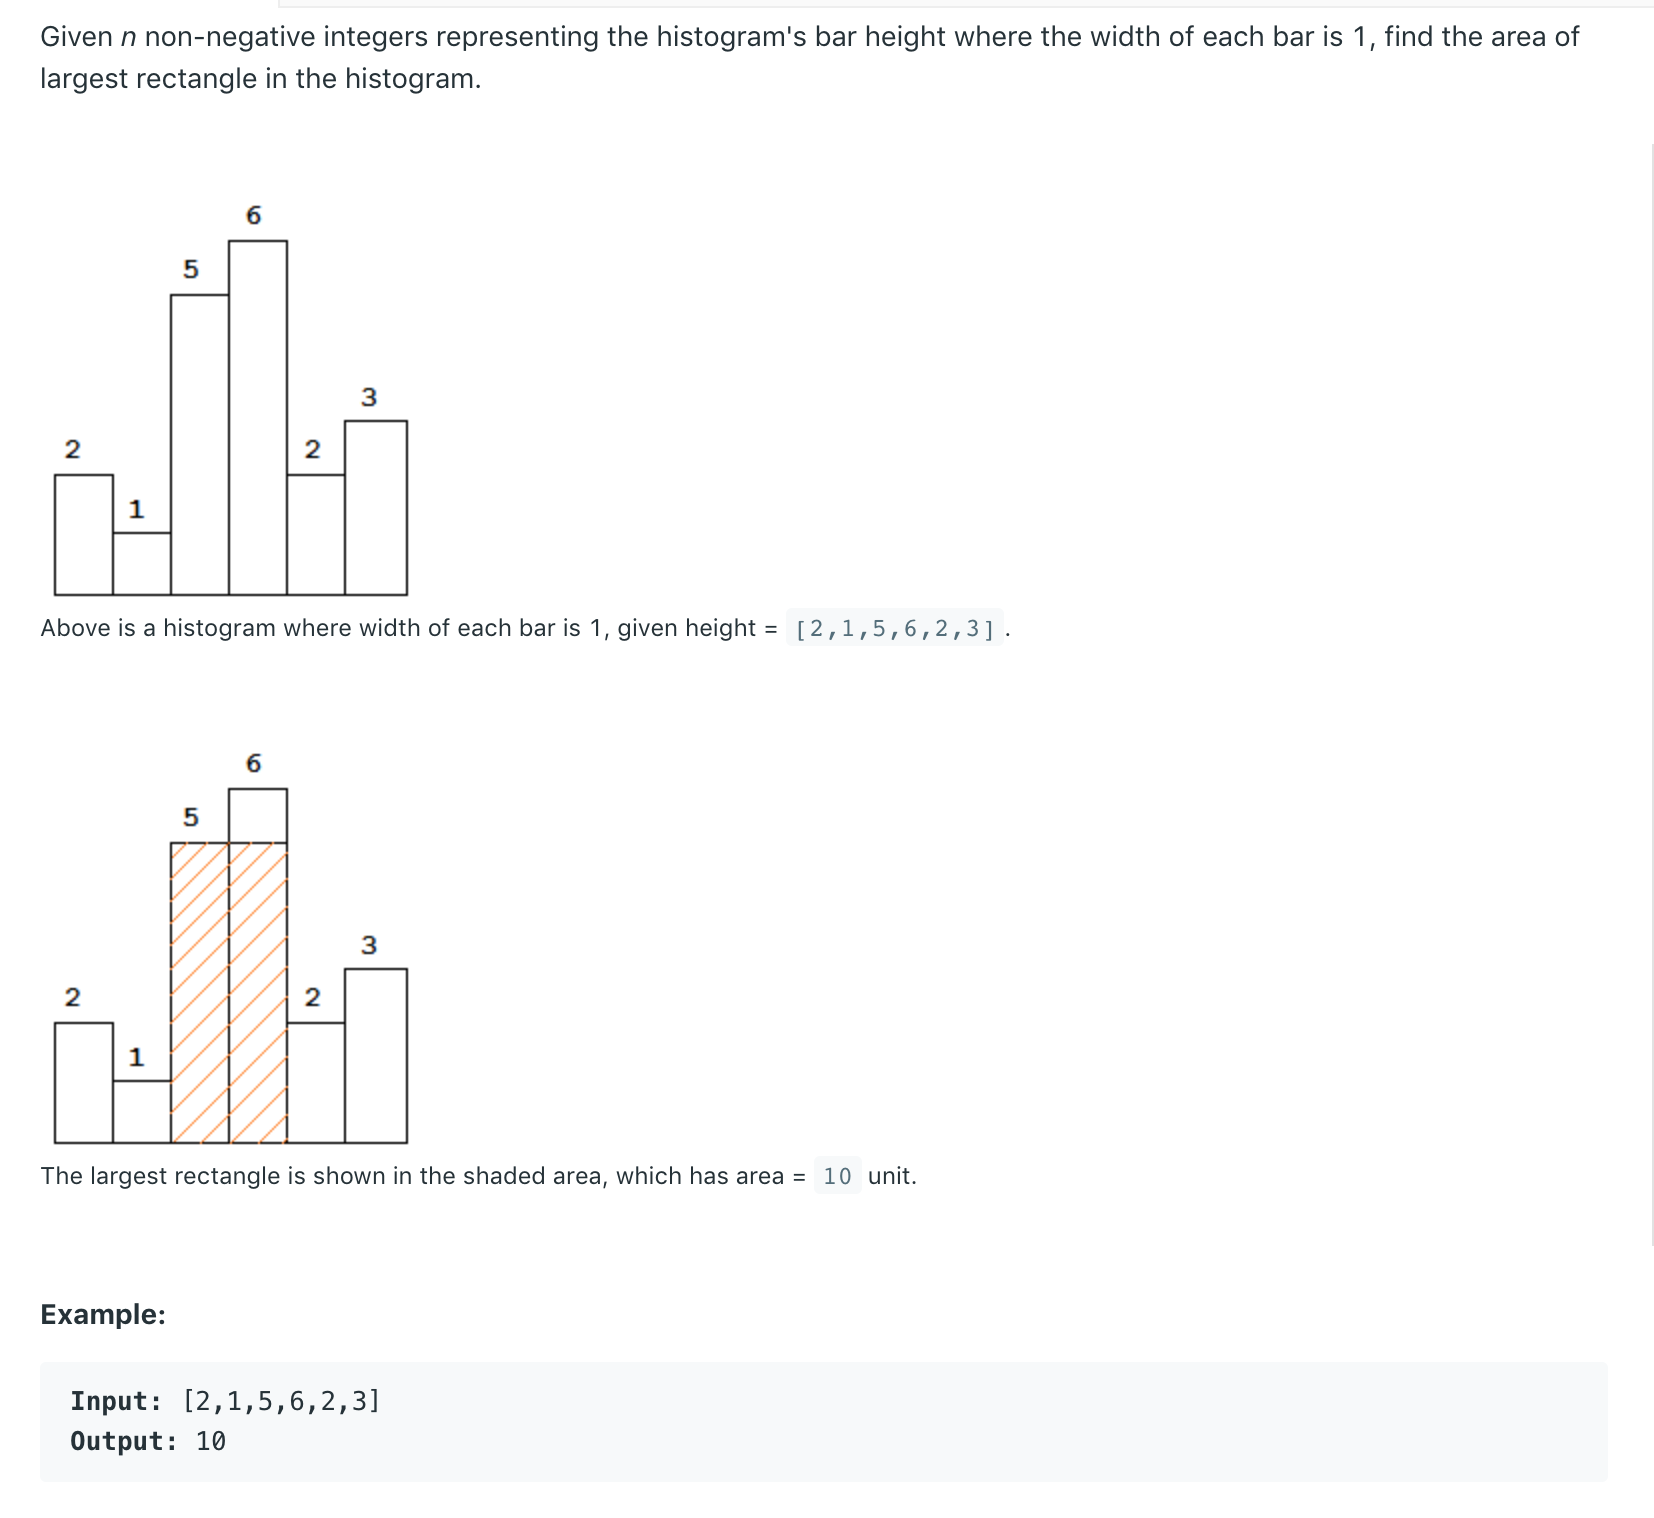 Given n non-negative integers representing the histogram's bar height where the width of each bar is 1, find the area of
largest rectangle in the histogram.
6
5
3
2
2
1
Above is a histogram where width of each bar is 1, given height = [2,1,5,6,2,3].
6
5
3
2
2
1
The largest rectangle is shown in the shaded area, which has area = 10 unit.
Example:
Input: [2,1,5,6,2,3]
Output: 10